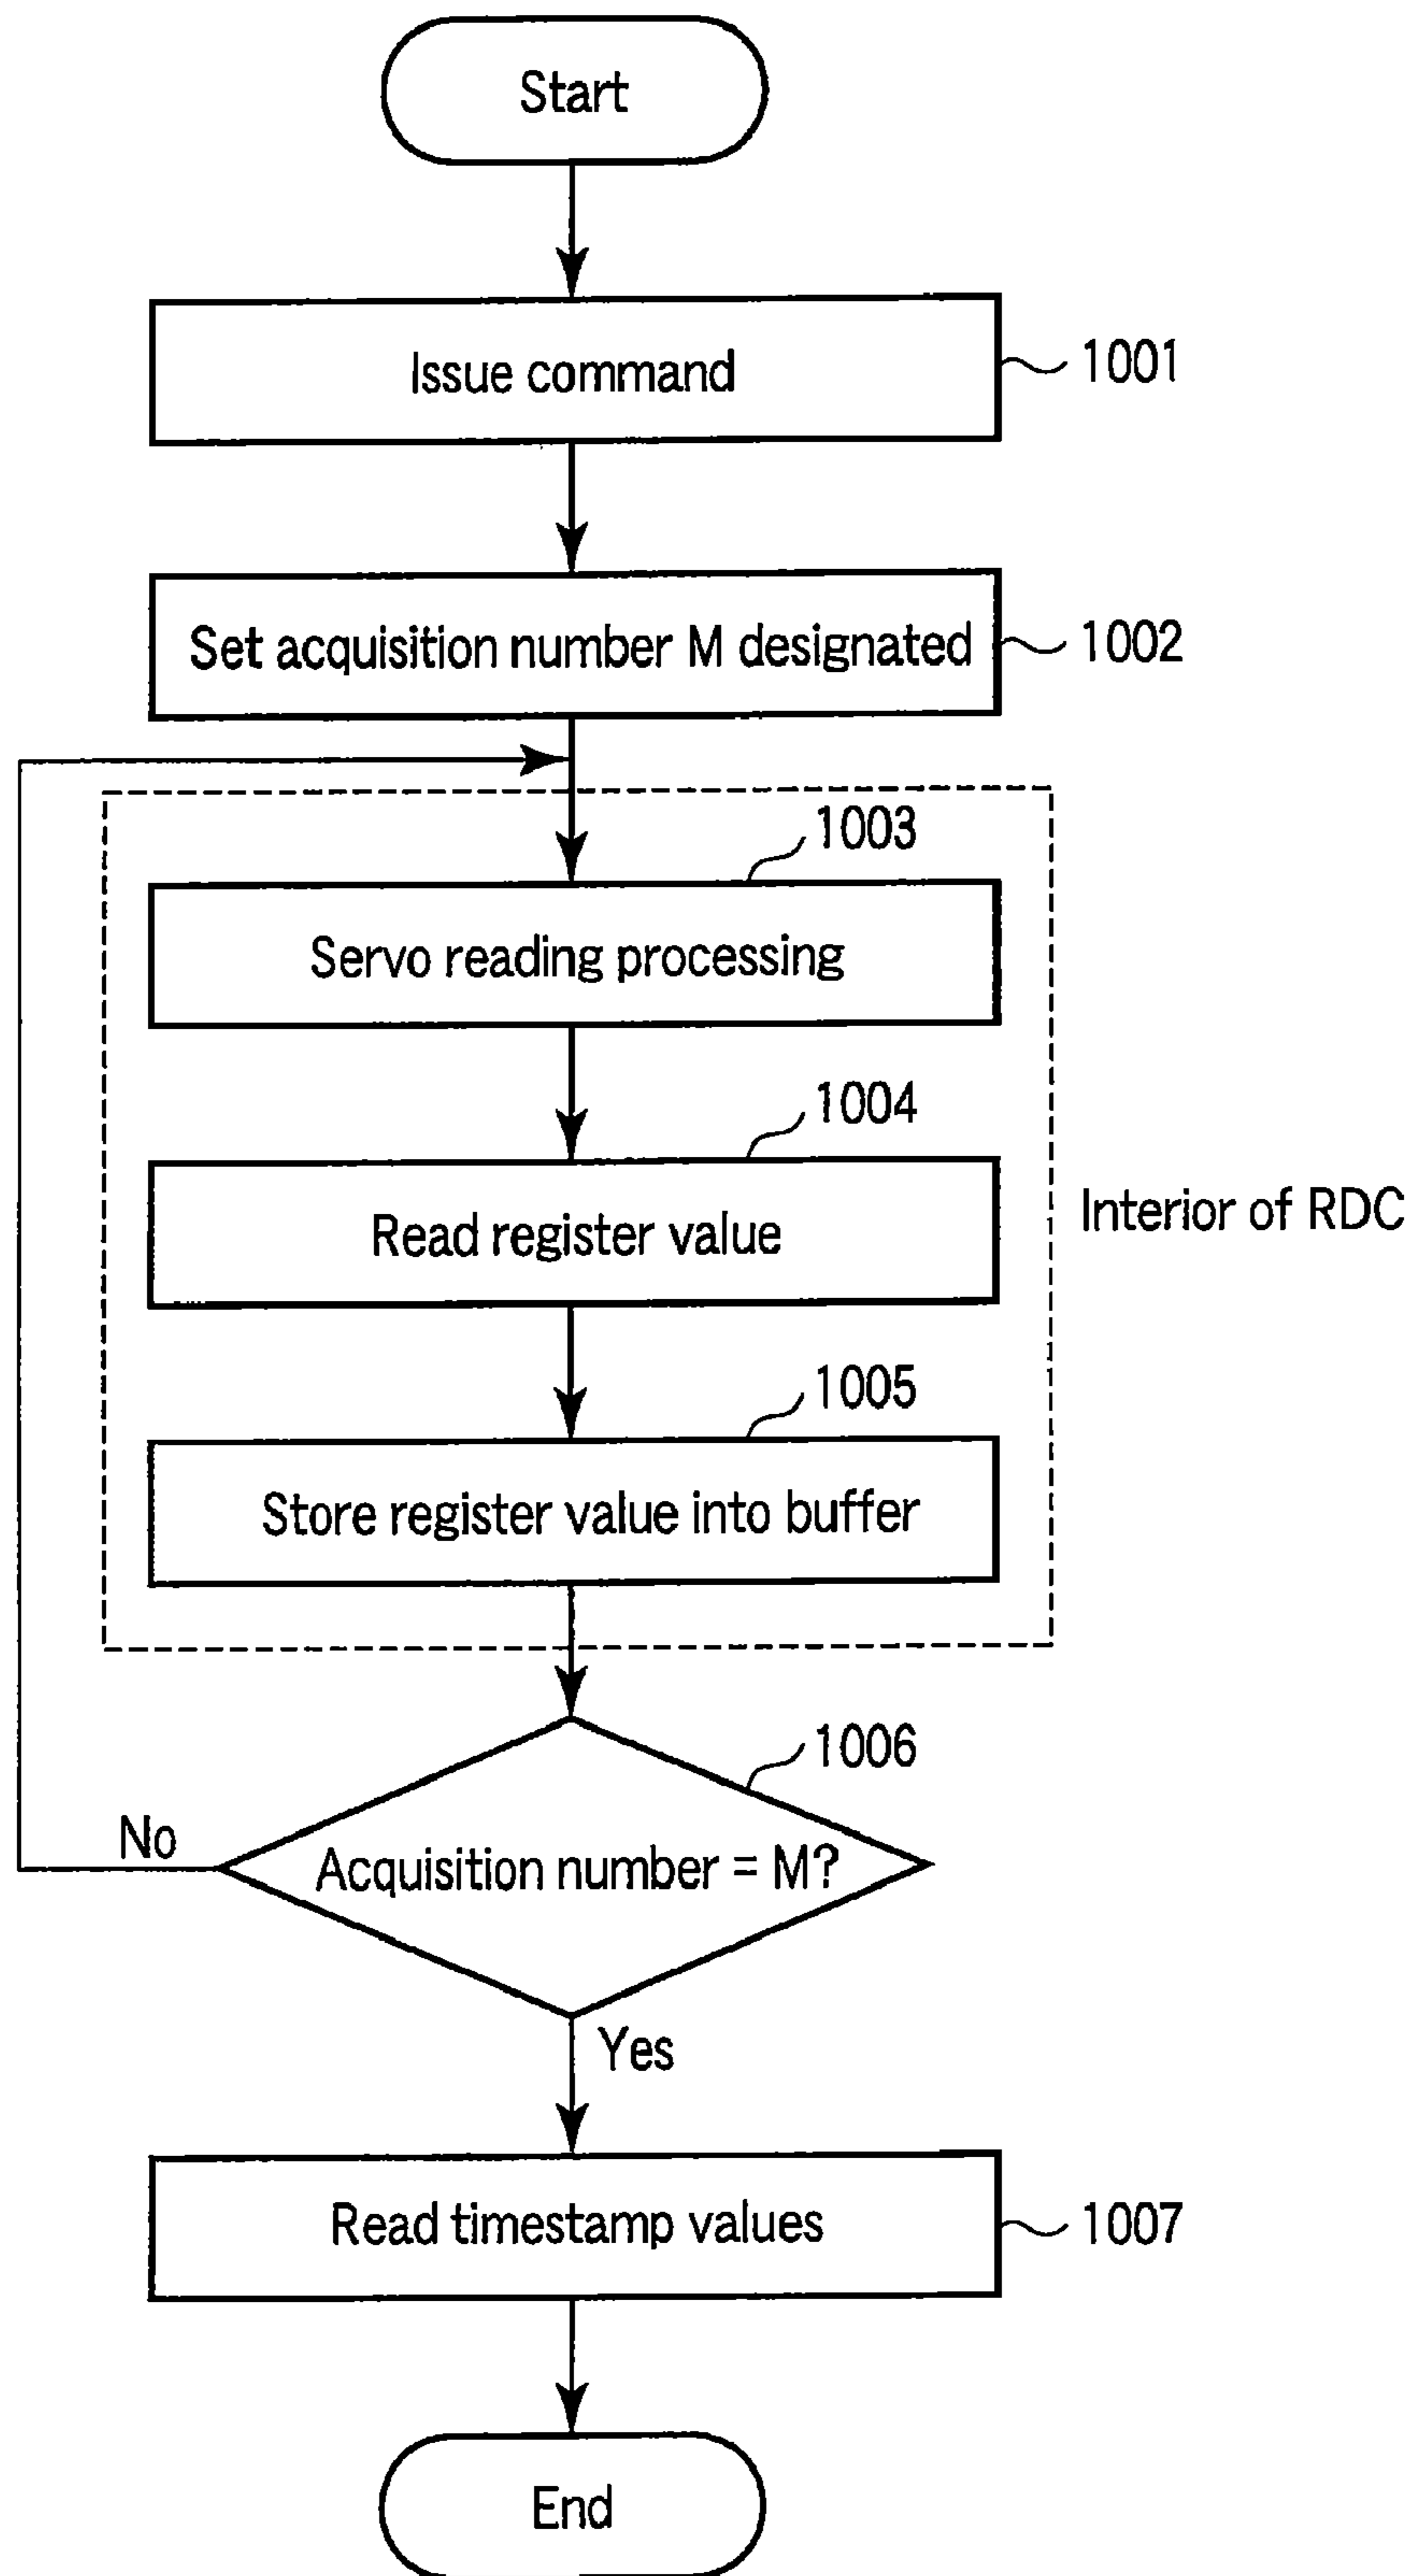 Start
Issue command
1001
Set acquisition number M designated
1002
1003
Servo reading processing
1004
Read register value
Interior of RDC
1005
Store register value into buffer
1006
No
Acquisition number = M?
Yes
Read timestamp values
1007
End